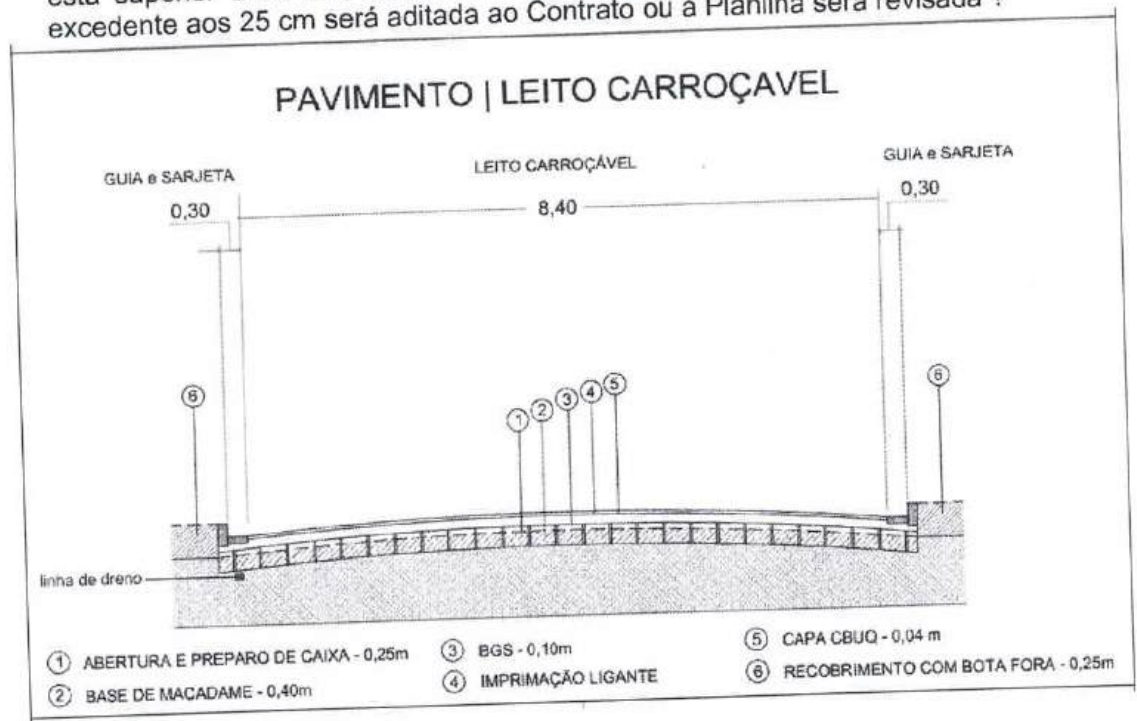 excedente aos 25 cm será aditada ao Contrato ou a Planilha será revisada ?
PAVIMENTO | LEITO CARROÇAVEL
GUIA e SARJETA
LEITO CARROÇÁVEL
GUIA e SARJETA
0,30
8,40
0,30
6
1
2
3
4
5
6
linha de dreno
1 ABERTURA E PREPARO DE CAIXA - 0,25m
3 BGS - 0,10m
5 CAPA CBUQ - 0,04 m
2 BASE DE MACADAME - 0,40m
4 IMPRIMAÇÃO LIGANTE
6 RECOBRIMENTO COM BOTA FORA - 0,25m